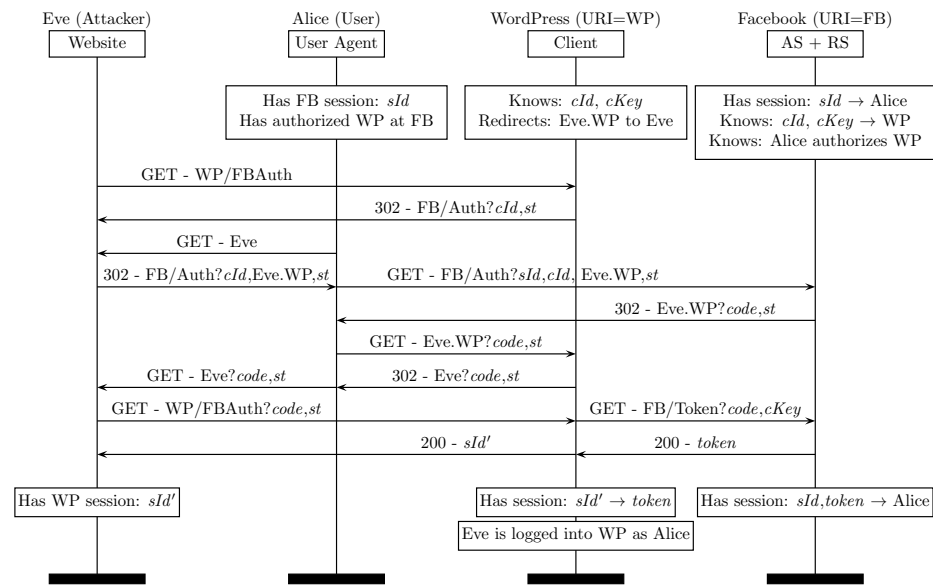 Eve (Attacker)
Alice (User)
WordPress (URI=WP)
Facebook (URI=FB)
Website
User Agent
Client
AS + RS
Has FB session: sId
Has authorized WP at FB
Knows: cId, cKey
Redirects: Eve.WP to Eve
Has session: sId → Alice
Knows: cId, cKey → WP
Knows: Alice authorizes WP
GET - WP/FBAuth
302 - FB/Auth?cId,st
GET - Eve
302 - FB/Auth?cId,Eve.WP,st
GET - FB/Auth?sId,cId, Eve.WP,st
302 - Eve.WP?code,st
GET - Eve.WP?code,st
GET - Eve?code,st
302 - Eve?code,st
GET - WP/FBAuth?code,st
GET - FB/Token?code,cKey
200 - sId′
200 - token
Has WP session: sId′
Has session: sId′ → token
Has session: sId,token → Alice
Eve is logged into WP as Alice